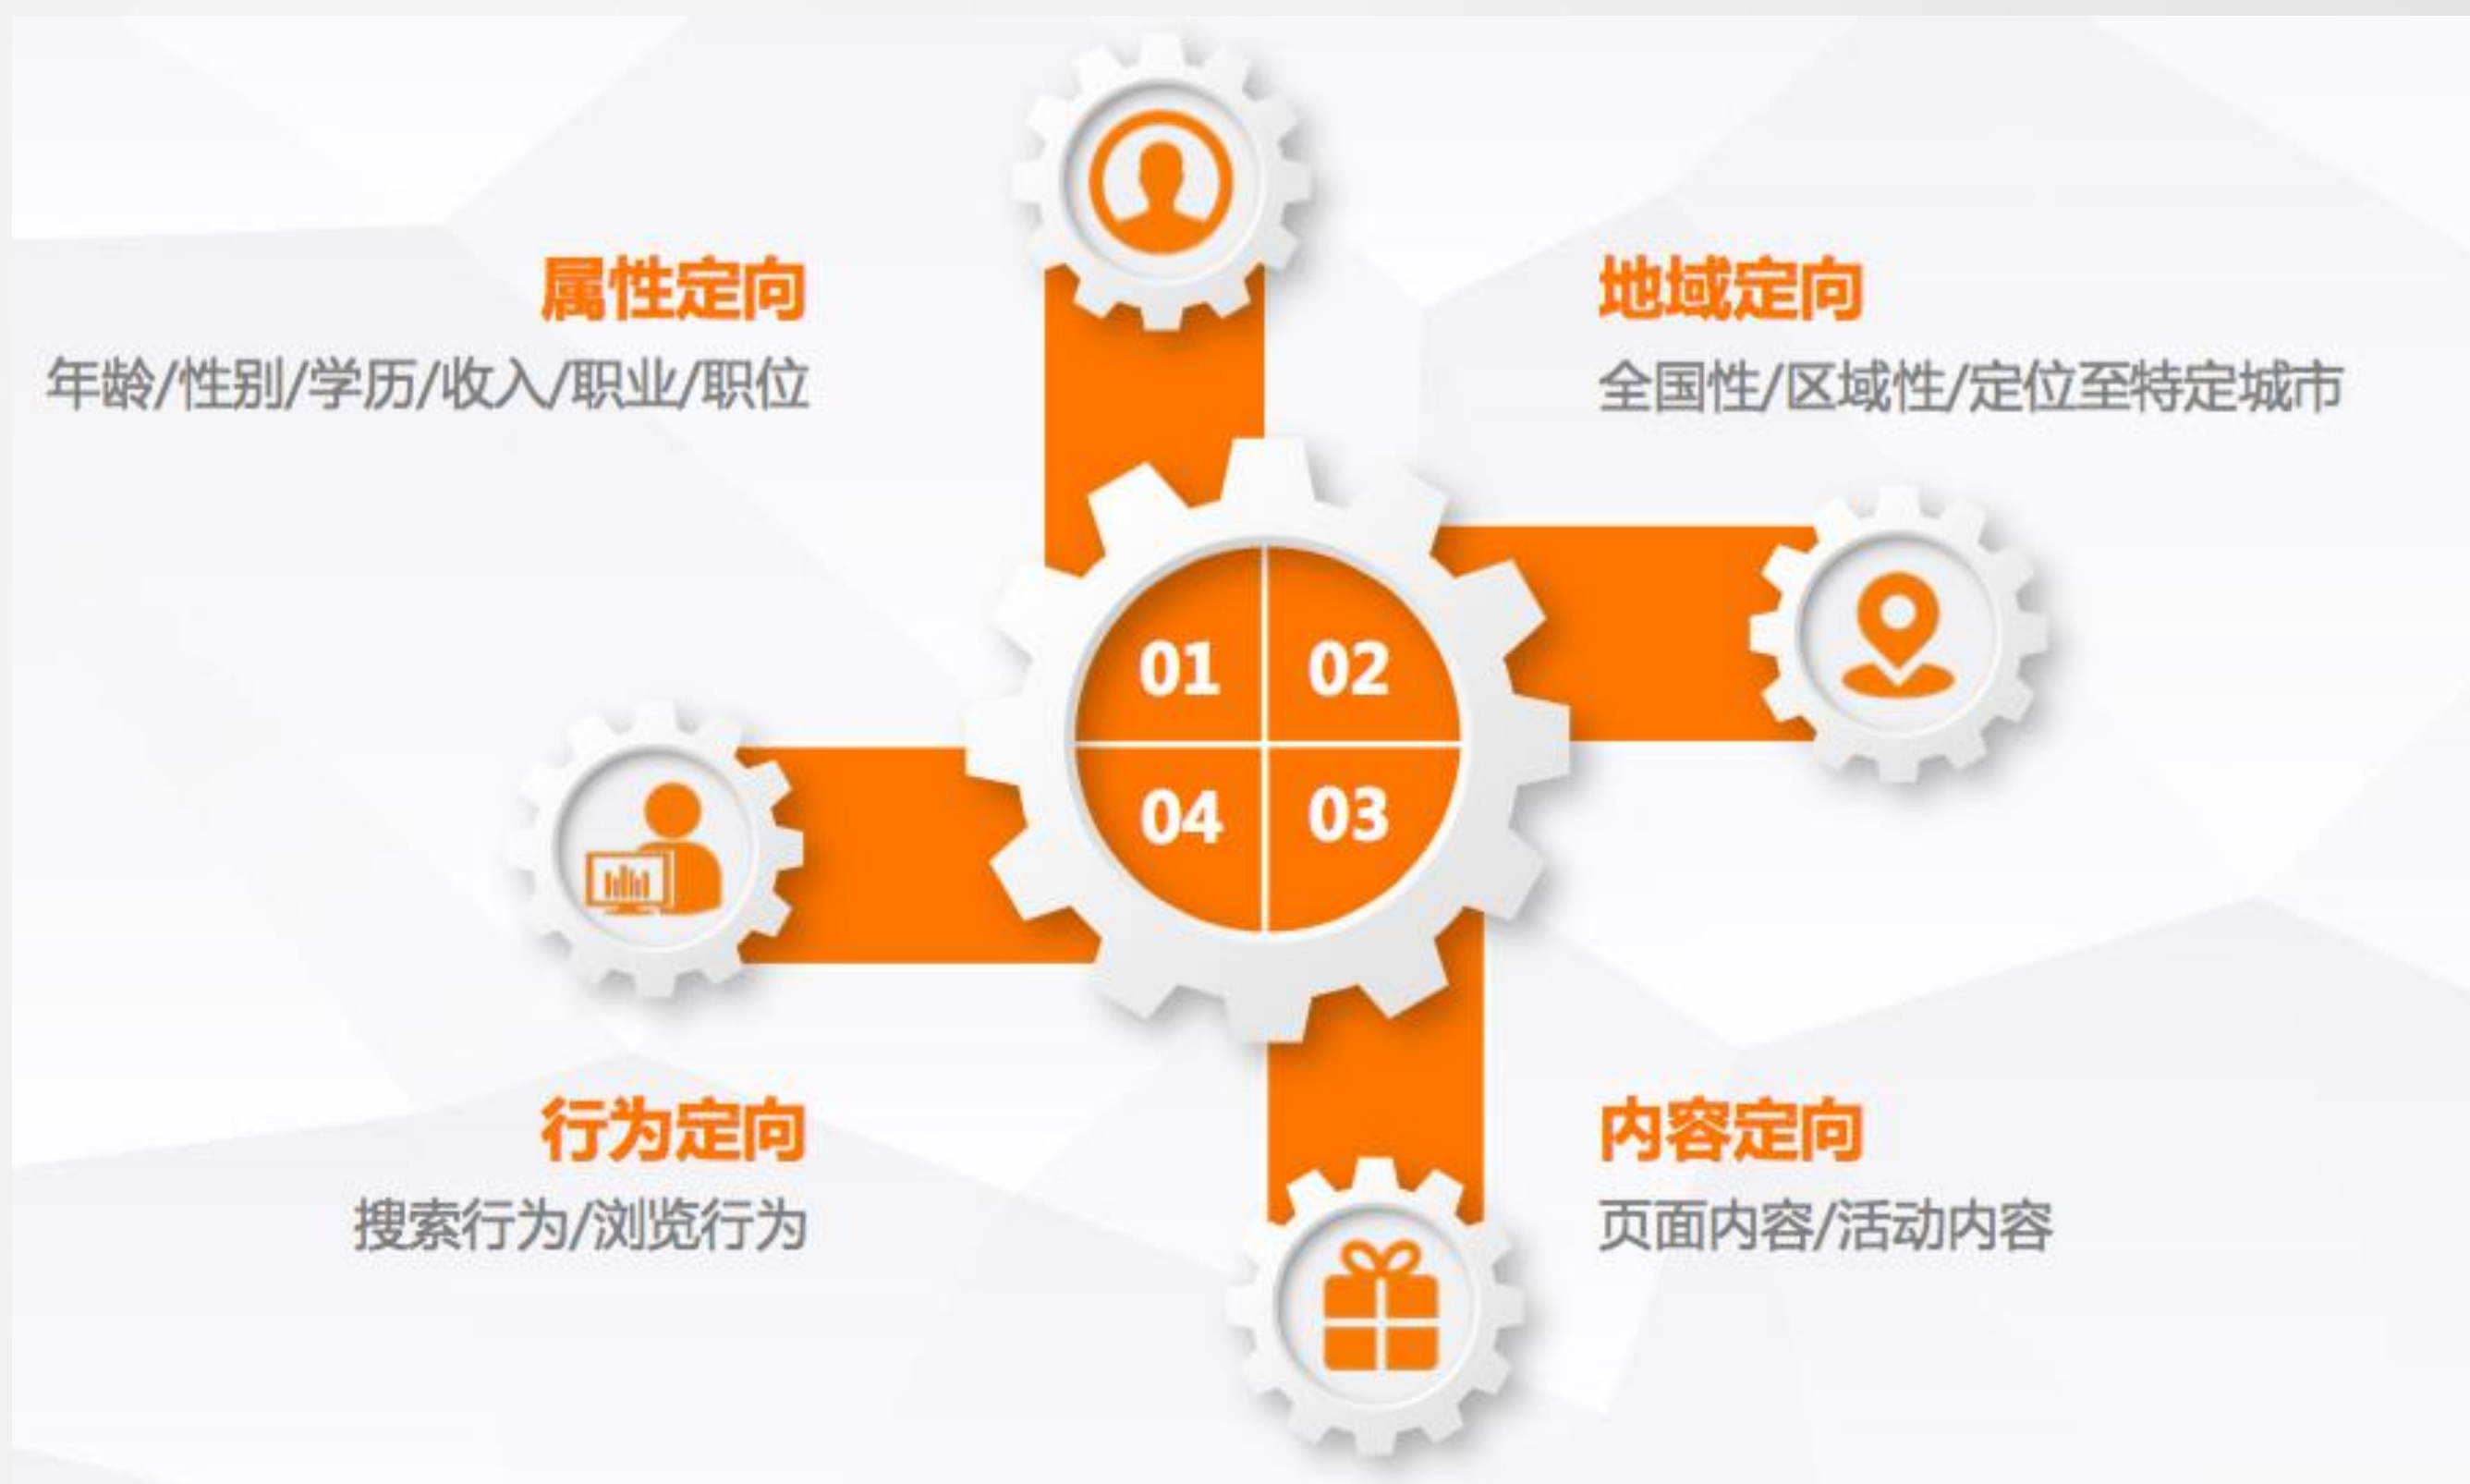 属性定向
年龄/性别/学历/收入/职业/职位
地域定向
全国性/区域性/定位至特定城市
01
02
04
03
行为定向
搜索行为/浏览行为
内容定向
页面内容/活动内容